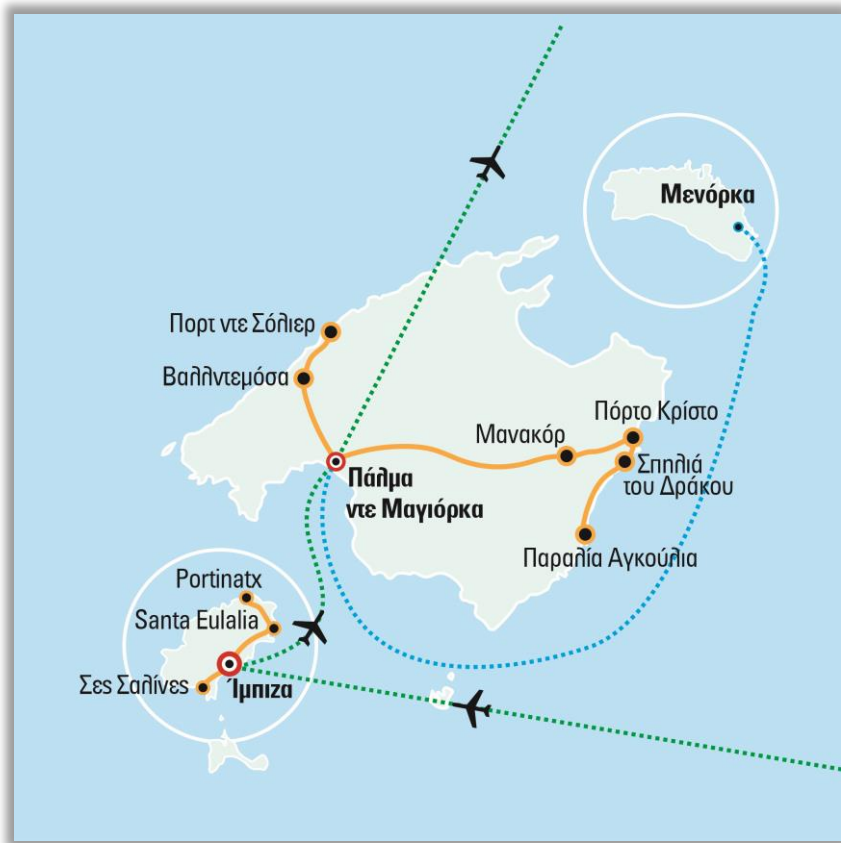 Μενόρκα
Πορτ ντε Σόλιερ
Βαλλντεμόσα
Πόρτο Κρίστο
Μανακόρ
Σπηλιά
του Δράκου
Πάλμα
ντε Μαγιόρκα
Παραλία Αγκούλια
Portinatx
Santa Eulalia
Σες Σαλίνες
Ίμπιζα